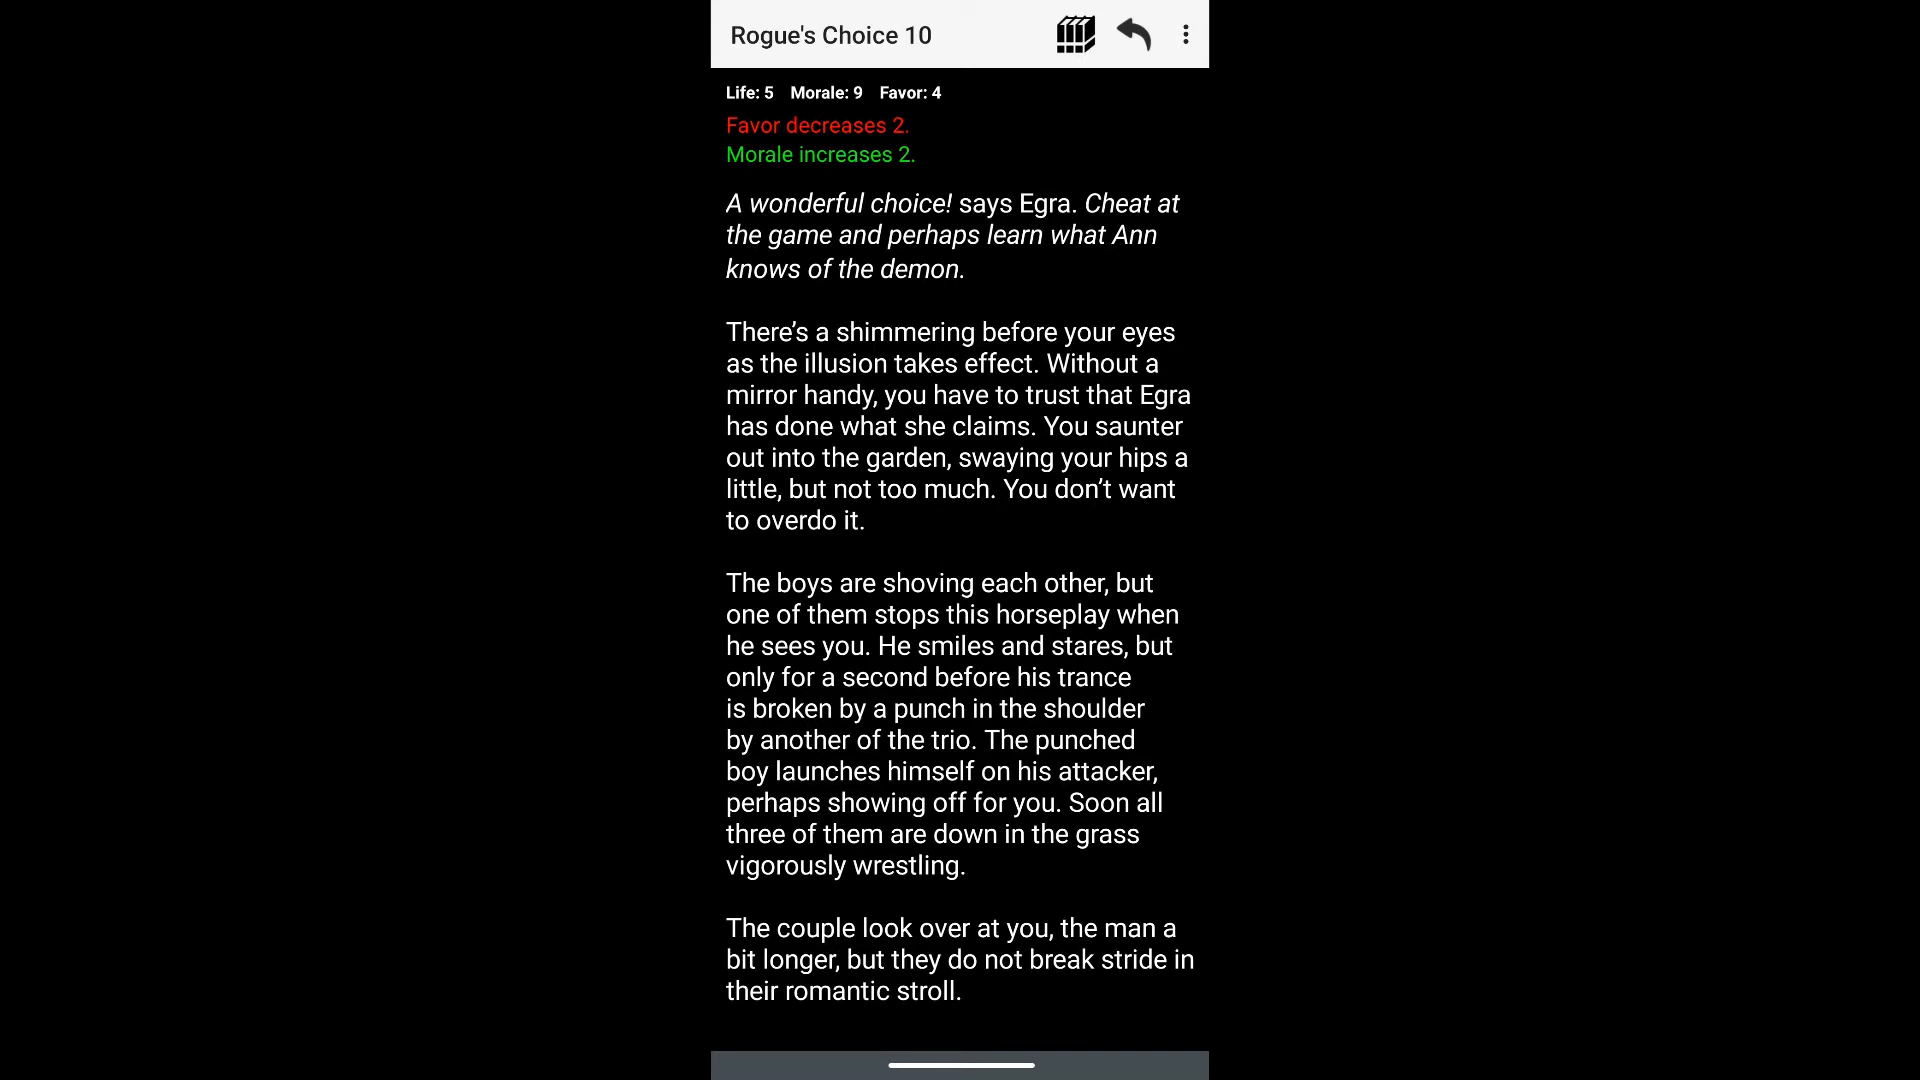 Rogue's Choice 10
Life: 5 Morale: 9 Favor: 4
Favor decreases 2.
Morale increases 2.
A wonderful choice! says Egra. Cheat at
the game and perhaps learn what Ann
knows of the demon.
There’s a shimmering before your eyes
as the illusion takes effect. Without a
mirror handy, you have to trust that Egra
has done what she claims. You saunter
out into the garden, swaying your hips a
little, but not too much. You don’t want
to overdo it.
The boys are shoving each other, but
one of them stops this horseplay when
he sees you. He smiles and stares, but
only for a second before his trance
is broken by a punch in the shoulder
by another of the trio. The punched
boy launches himself on his attacker,
perhaps showing off for you. Soon all
three of them are down in the grass
vigorously wrestling.
The couple look over at you, the man a
bit longer, but they do not break stride in
their romantic stroll.